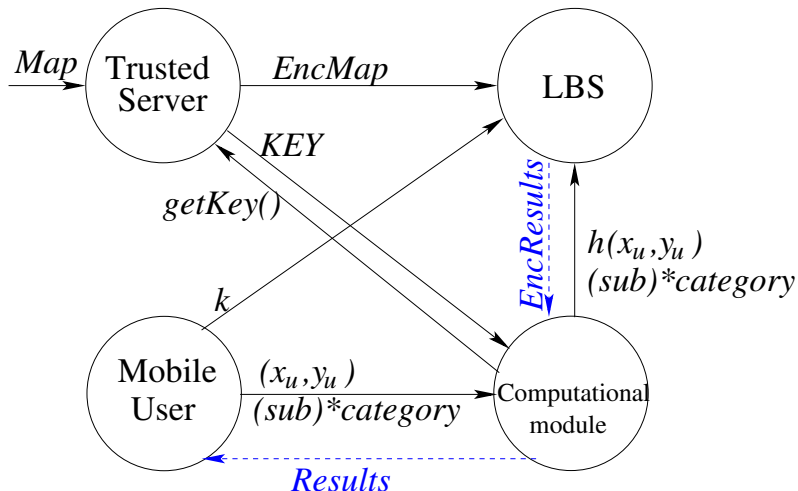 Map
Trusted
Server
EncMap
LBS
KEY
getKey()
EncResults
h(x_u,y_u)
(sub)*category
k
Mobile
User
(x_u,y_u)
(sub)*category
Computational
module
Results